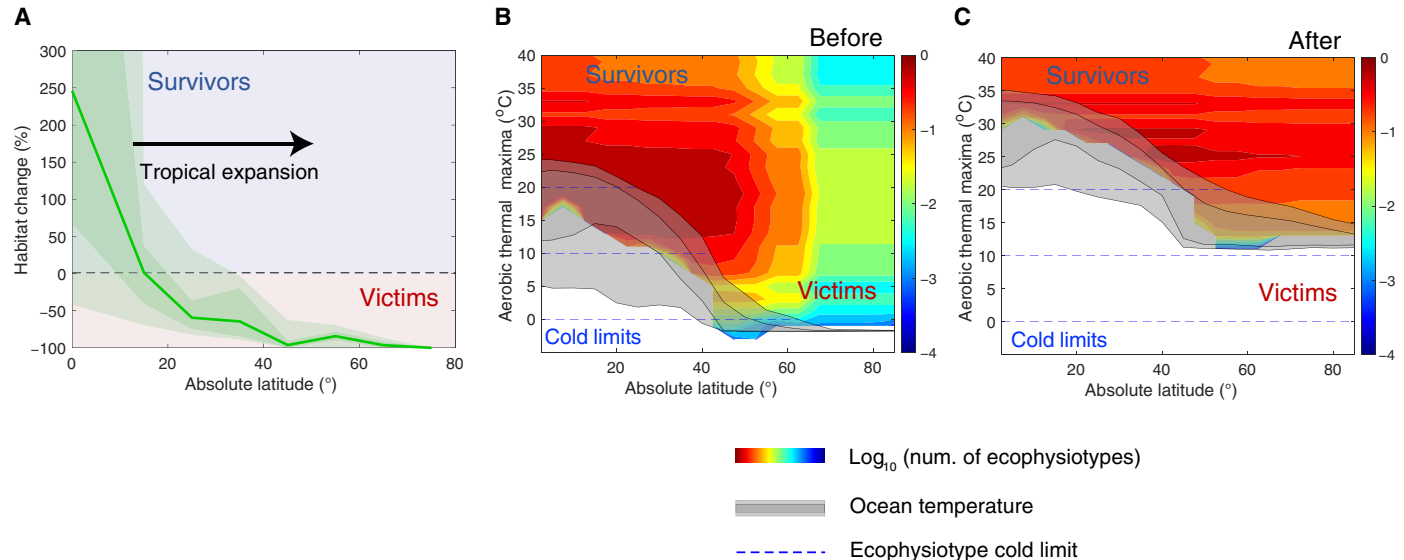 A
Habitat change (%)
300
250
200
150
100
50
0
−50
−100
Survivors
Tropical expansion
Victims
0 20 40 60 80
Absolute latitude (°)
B
Before
Aerobic thermal maxima (°C)
40
35
30
25
20
15
10
5
0
Survivors
Victims
Cold limits
20 40 60 80
Absolute latitude (°)
0
−1
−2
−3
−4
C
After
Aerobic thermal maxima (°C)
40
35
30
25
20
15
10
5
0
Survivors
Victims
Cold limits
20 40 60 80
Absolute latitude (°)
0
−1
−2
−3
−4
Log₁₀ (num. of ecophysiotypes)
Ocean temperature
Ecophysiotype cold limit